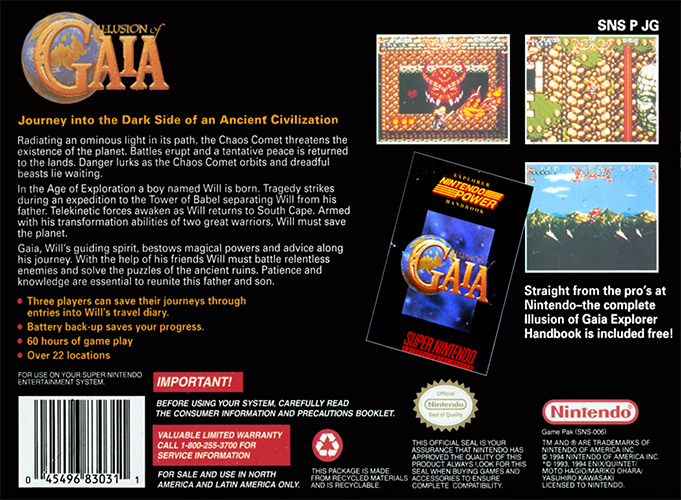 SNS P JG
ILLUSION of
GAIA
Journey into the Dark Side of an Ancient Civilization
Radiating an ominous light in its path, the Chaos Comet threatens the
existence of the planet. Battles erupt and a tentative peace is returned
to the lands. Danger lurks as the Chaos Comet orbits and dreadful
beasts lie waiting.
In the Age of Exploration a boy named Will is born. Tragedy strikes
during an expedition to the Tower of Babel separating Will from his
father. Telekinetic forces awaken as Will returns to South Cape. Armed
with his transformation abilities of two great warriors, Will must save
the planet.
Gaia, Will's guiding spirit, bestows magical powers and advice along
his journey. With the help of his friends Will must battle relentless
enemies and solve the puzzles of the ancient ruins. Patience and
knowledge are essential to reunite this father and son.
• Three players can save their journeys through
entries into Will's travel diary.
• Battery back-up saves your progress.
• 60 hours of game play
• Over 22 locations
EXPLORER
NINTENDO
POWER
HANDBOOK
ILLUSION of
GAIA
SUPER NINTENDO
ENTERTAINMENT SYSTEM
Straight from the pro's at
Nintendo–the complete
Illusion of Gaia Explorer
Handbook is included free!
FOR USE ON YOUR SUPER NINTENDO
ENTERTAINMENT SYSTEM.
IMPORTANT!
BEFORE USING YOUR SYSTEM, CAREFULLY READ
THE CONSUMER INFORMATION AND PRECAUTIONS BOOKLET.
VALUABLE LIMITED WARRANTY
CALL 1-800-255-3700 FOR
SERVICE INFORMATION
FOR SALE AND USE IN NORTH
AMERICA AND LATIN AMERICA ONLY.
0 45496 83031 1
THIS PACKAGE IS MADE
FROM RECYCLED MATERIALS
AND IS RECYCLABLE.
Official
Nintendo
Seal of Quality
THIS OFFICIAL SEAL IS YOUR
ASSURANCE THAT NINTENDO HAS
APPROVED THE QUALITY OF THIS
PRODUCT. ALWAYS LOOK FOR THIS
SEAL WHEN BUYING GAMES AND
ACCESSORIES TO ENSURE
COMPLETE COMPATIBILITY.
Nintendo
Game Pak (SNS-006)
TM AND ® ARE TRADEMARKS OF
NINTENDO OF AMERICA INC
© 1994 NINTENDO OF AMERICA INC.
© 1993, 1994 ENIX/QUINTET/
MOTO HAGIO/MARIKO OHARA/
YASUHIRO KAWASAKI
LICENSED TO NINTENDO.